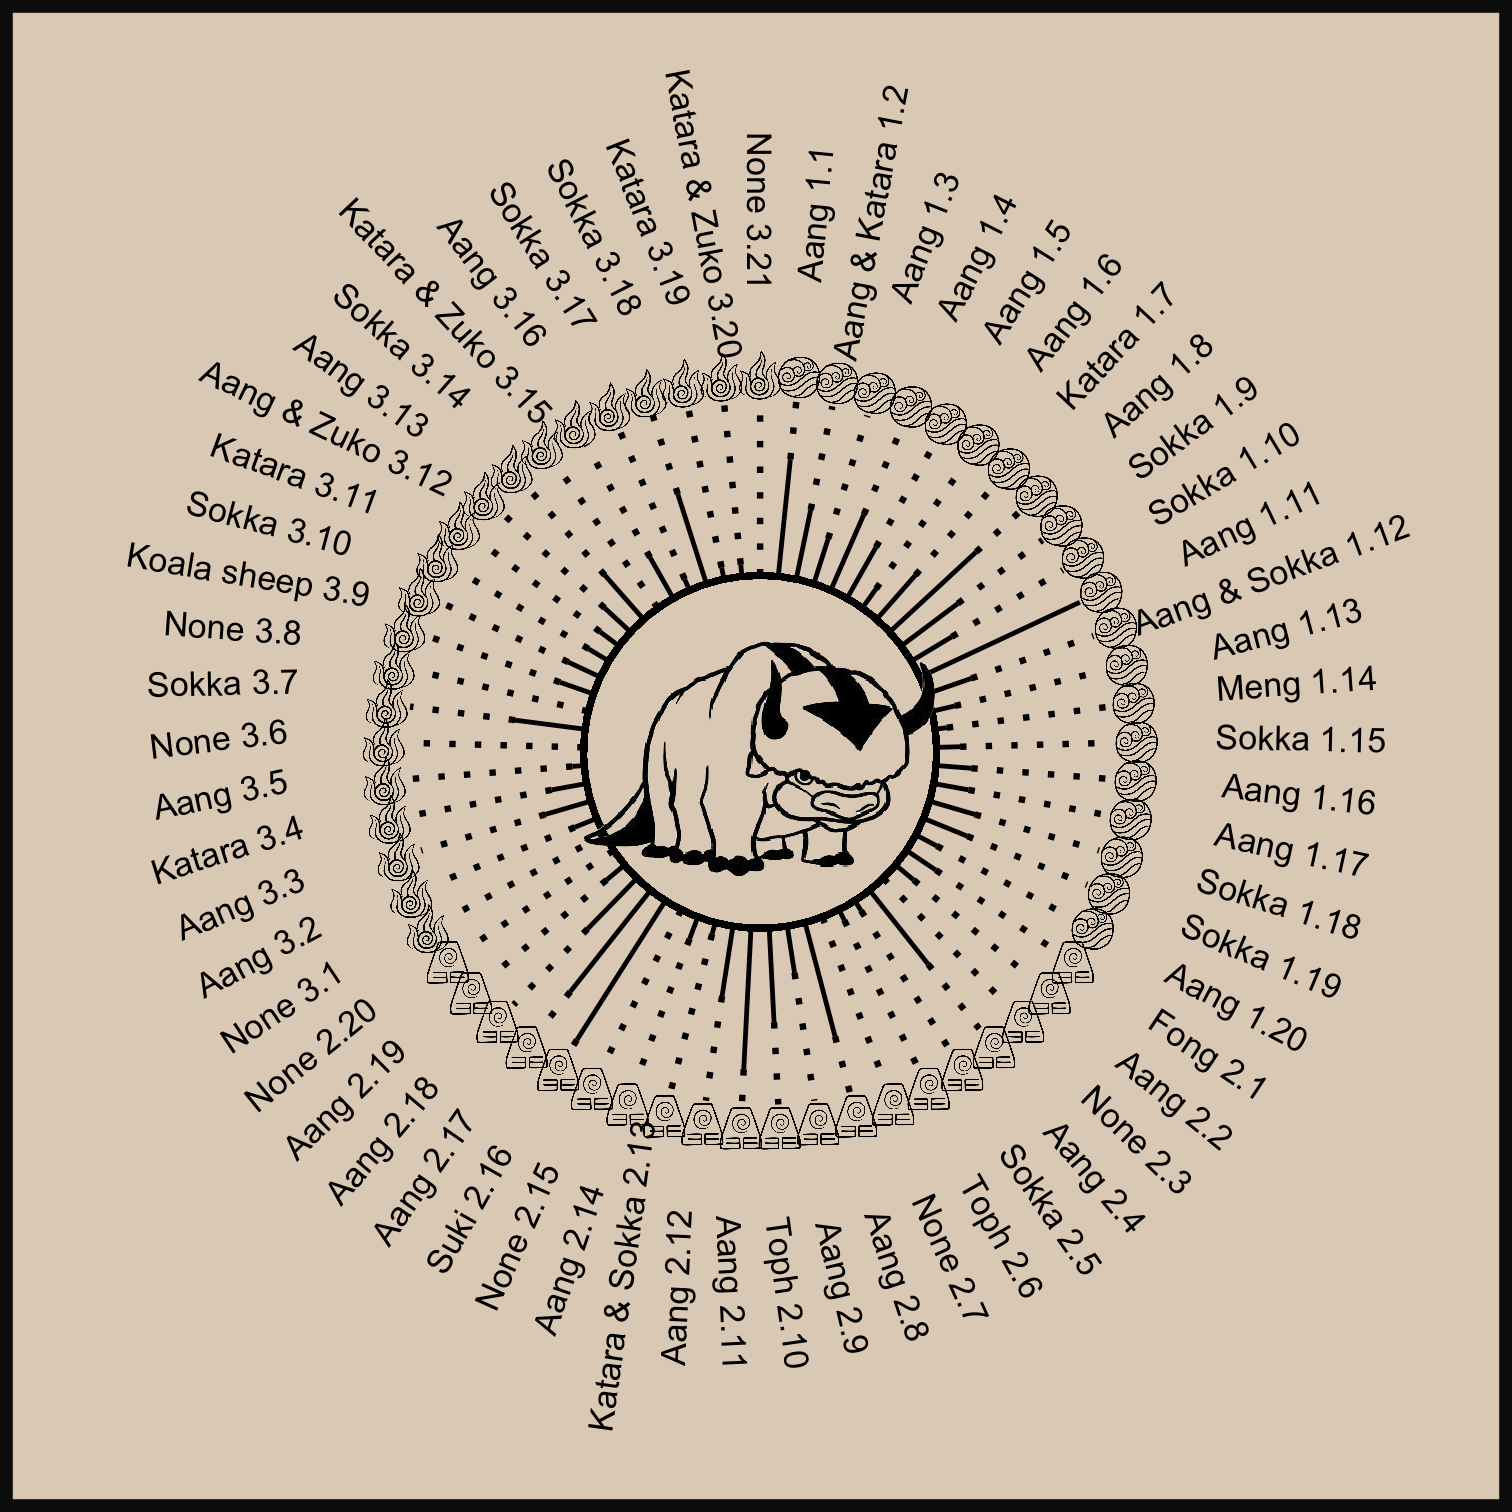 Aang 1.1
Aang & Katara 1.2
Aang 1.3
Aang 1.4
Aang 1.5
Aang 1.6
Katara 1.7
Aang 1.8
Sokka 1.9
Sokka 1.10
Aang 1.11
Aang & Sokka 1.12
Aang 1.13
Meng 1.14
Sokka 1.15
Aang 1.16
Aang 1.17
Sokka 1.18
Sokka 1.19
Aang 1.20
Fong 2.1
Aang 2.2
None 2.3
Aang 2.4
Sokka 2.5
Toph 2.6
None 2.7
Aang 2.8
Aang 2.9
Toph 2.10
Aang 2.11
Aang 2.12
Katara & Sokka 2.13
Aang 2.14
None 2.15
Suki 2.16
Aang 2.17
Aang 2.18
Aang 2.19
None 2.20
None 3.1
Aang 3.2
Aang 3.3
Katara 3.4
Aang 3.5
None 3.6
Sokka 3.7
None 3.8
Koala sheep 3.9
Sokka 3.10
Katara 3.11
Aang & Zuko 3.12
Aang 3.13
Sokka 3.14
Katara & Zuko 3.15
Aang 3.16
Sokka 3.17
Sokka 3.18
Katara 3.19
Katara & Zuko 3.20
None 3.21